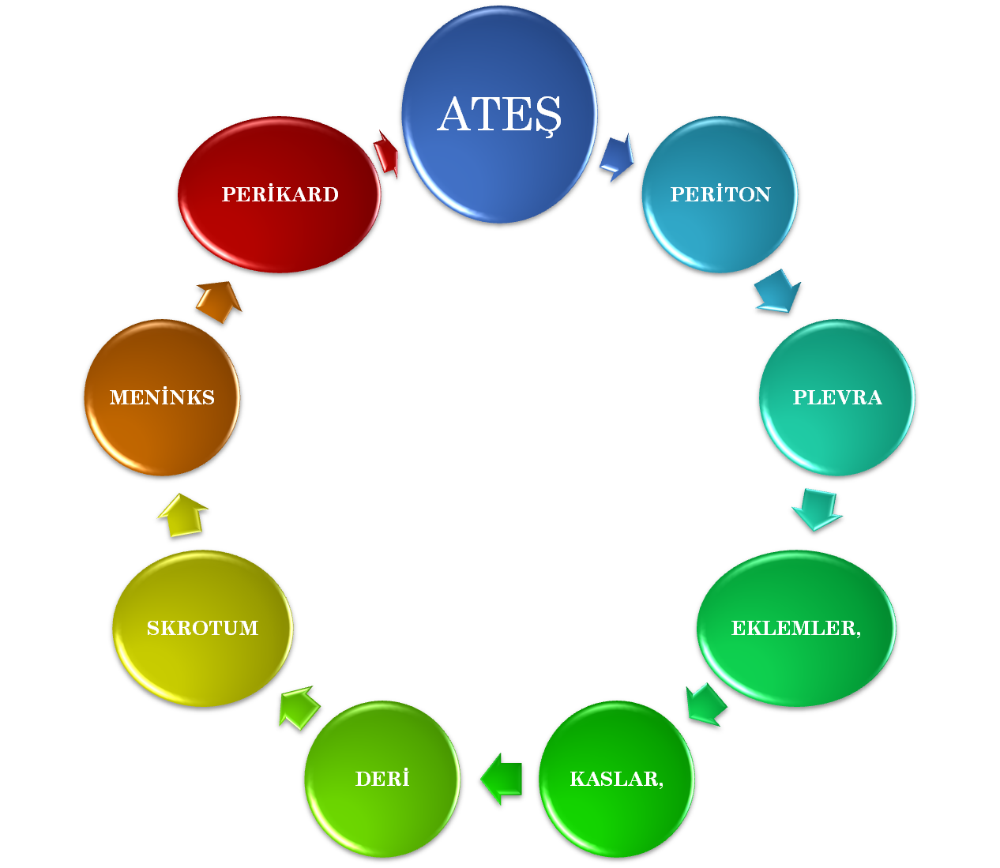 ATEŞ
PERİTON
PLEVRA
EKLEMLER,
KASLAR,
DERİ
SKROTUM
MENİNKS
PERİKARD